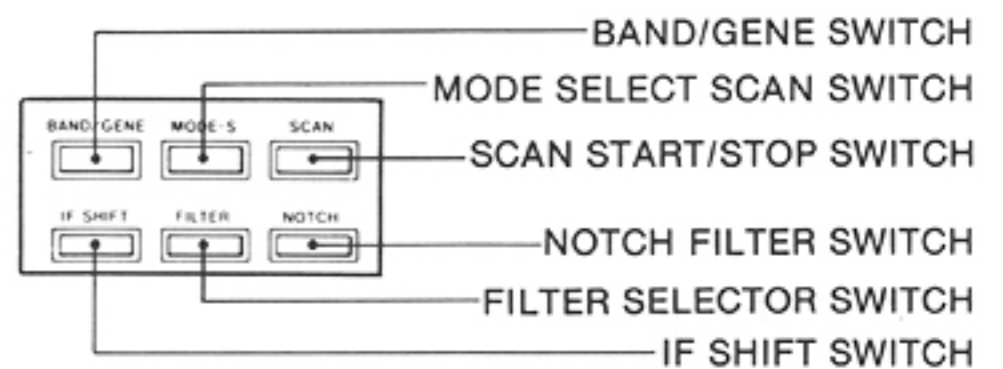 BAND/GENE SWITCH
MODE SELECT SCAN SWITCH
BAND/GENE MODE-S SCAN
SCAN START/STOP SWITCH
IF SHIFT FILTER NOTCH
NOTCH FILTER SWITCH
FILTER SELECTOR SWITCH
IF SHIFT SWITCH